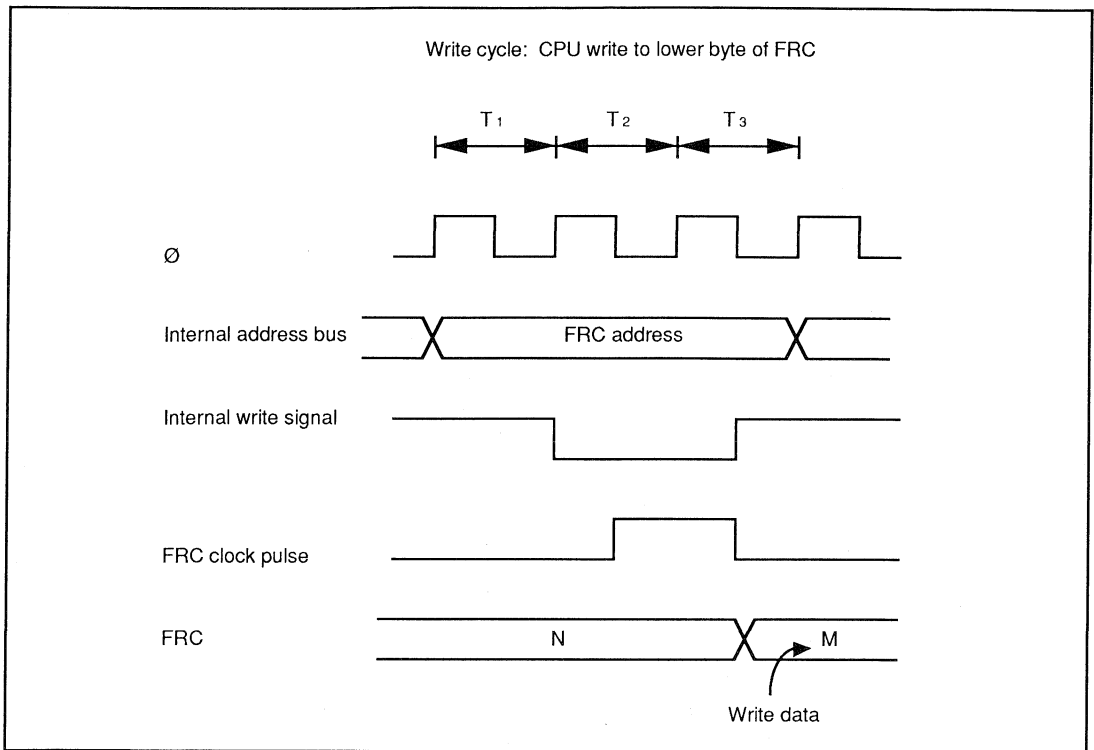 Write cycle: CPU write to lower byte of FRC
T1 T2 T3
Ø
Internal address bus FRC address
Internal write signal
FRC clock pulse
FRC N M
Write data